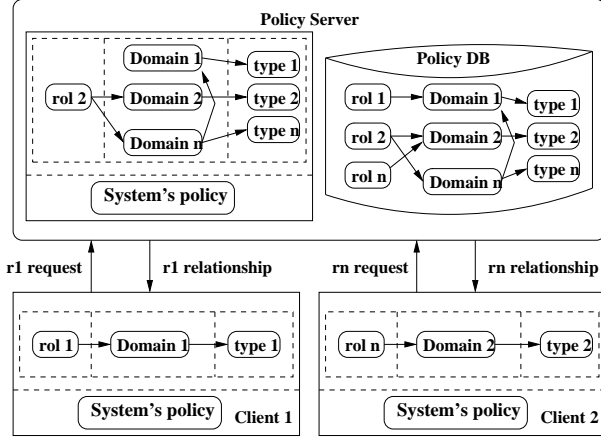 Policy Server
Domain 1
type 1
rol 2
Domain 2
type 2
Domain n
type n
System's policy
Policy DB
rol 1
Domain 1
type 1
rol 2
Domain 2
type 2
rol n
Domain n
type n
r1 request
r1 relationship
rn request
rn relationship
rol 1
Domain 1
type 1
System's policy
Client 1
rol n
Domain 2
type 2
System's policy
Client 2